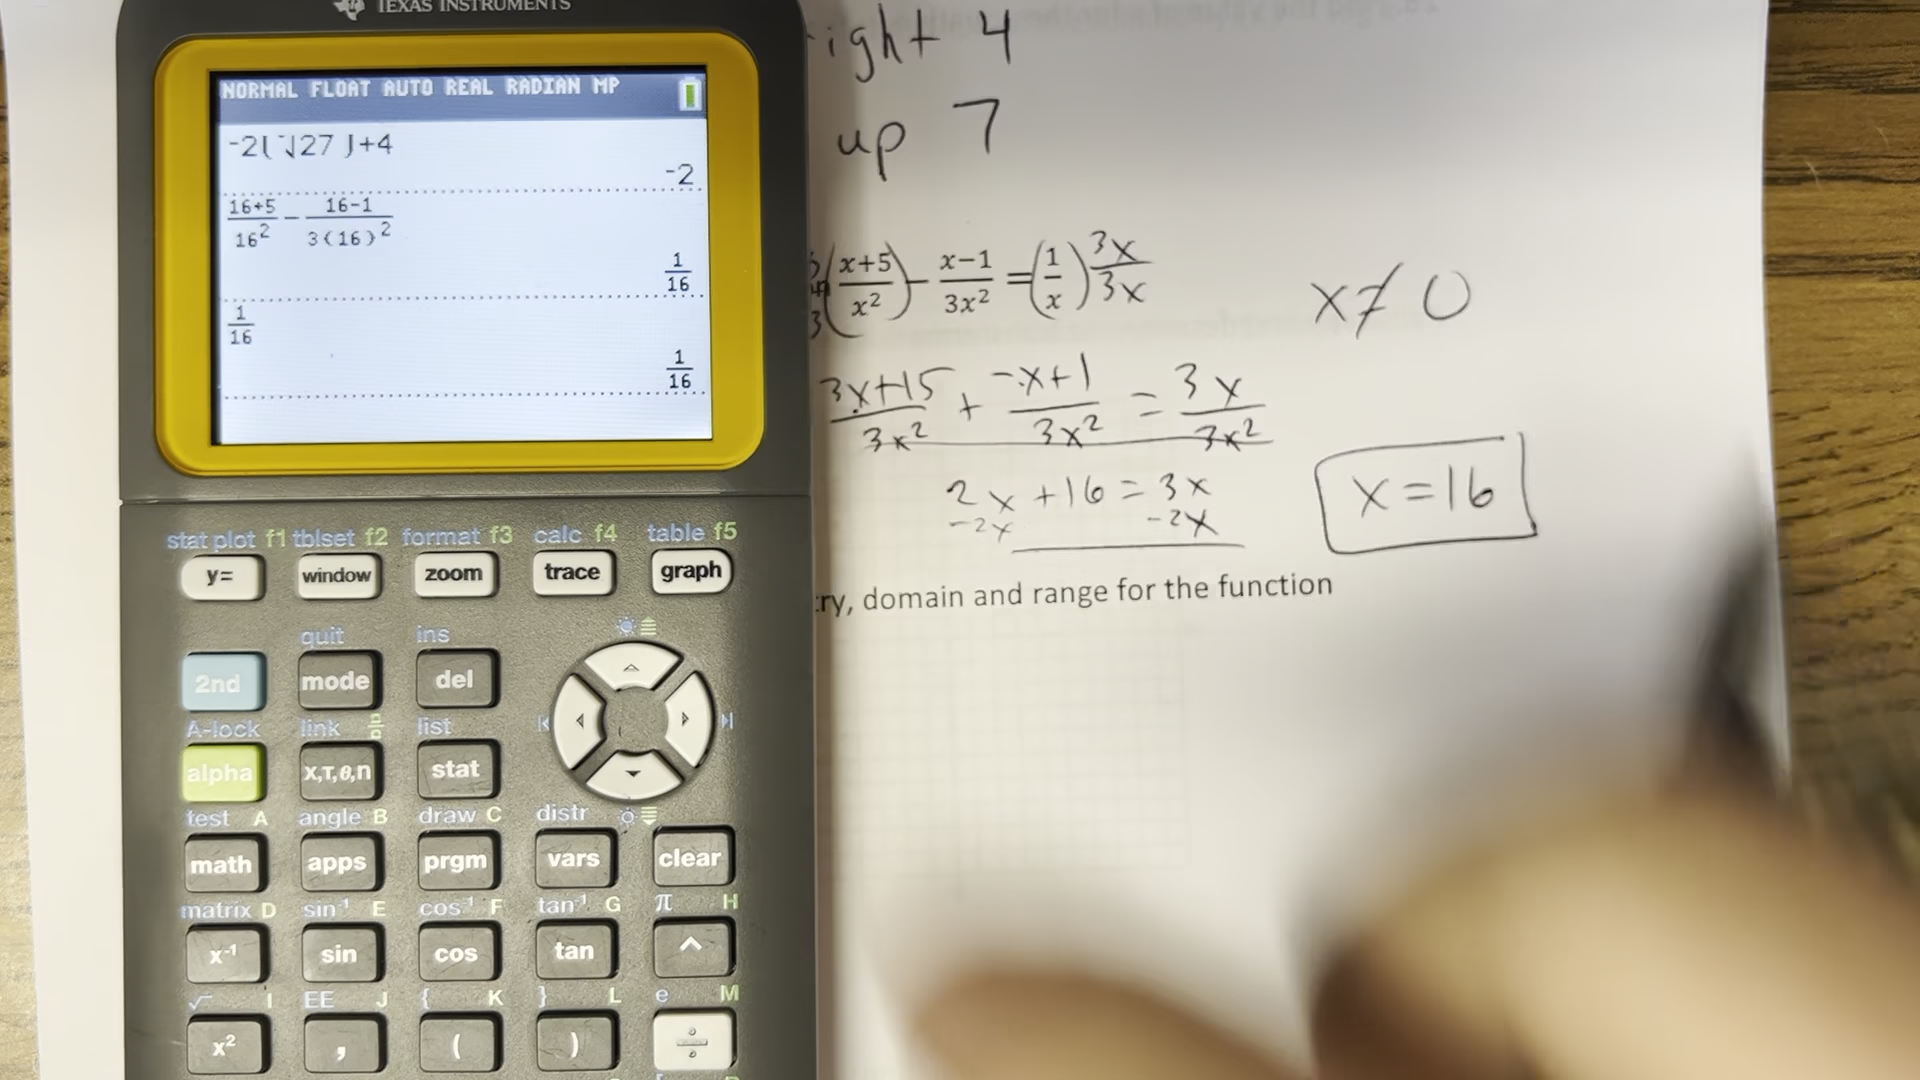 TEXAS INSTRUMENTS
NORMAL FLOAT AUTO REAL RADIAN MP
-2(∛27)+4
-2
(16+5)/16² - (16-1)/(3(16)²)
1/16
1/16
1/16
stat plot f1 tblset f2 format f3 calc f4 table f5
y= window zoom trace graph
quit ins
2nd mode del
A-lock link list
alpha X,T,θ,n stat
test A angle B draw C distr
math apps prgm vars clear
matrix D sin⁻¹ E cos⁻¹ F tan⁻¹ G π H
x⁻¹ sin cos tan ^
√ I EE J { K } L e M
x² , ( ) ÷
right 4
up 7
3/3 ((x+5)/x²) - (x-1)/(3x²) = (1/x) 3x/3x
x ≠ 0
(3x+15)/(3x²) + (-x+1)/(3x²) = 3x/(3x²)
2x +16 = 3x
-2x -2x
x = 16
ry, domain and range for the function